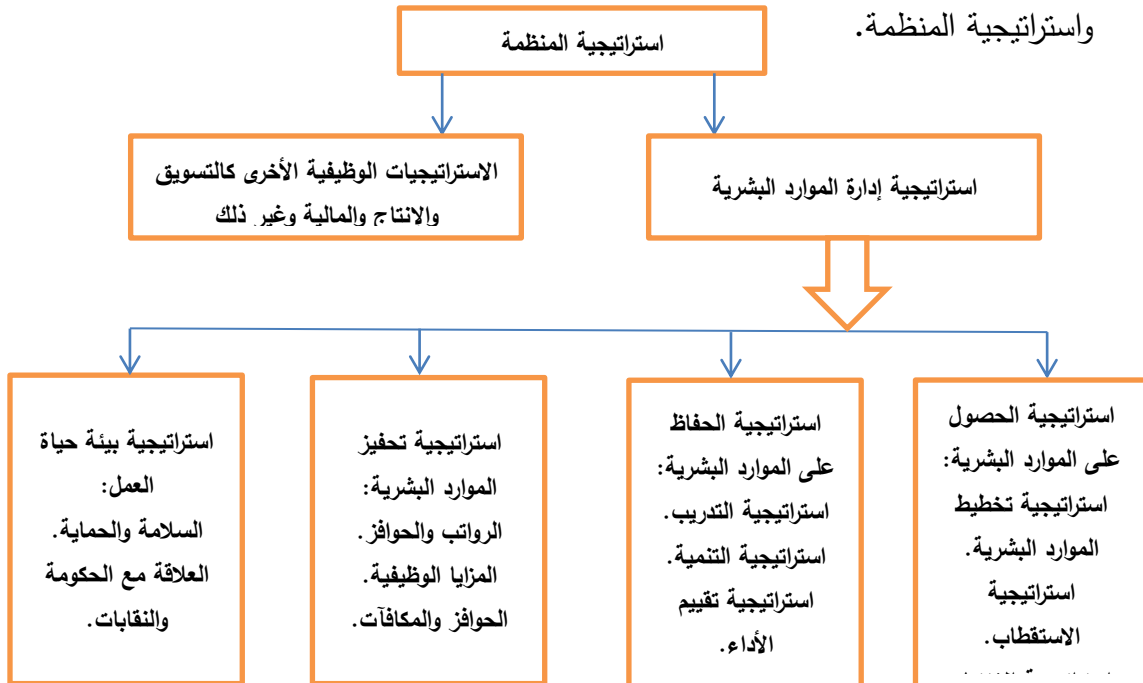 واستراتيجية المنظمة.
استراتيجية المنظمة
استراتيجية إدارة الموارد البشرية
الاستراتيجيات الوظيفية الأخرى كالتسويق
والانتاج والمالية وغير ذلك
استراتيجية الحصول
على الموارد البشرية:
استراتيجية تخطيط
الموارد البشرية.
استراتيجية
الاستقطاب.
استراتيجية الحفاظ
على الموارد البشرية:
استراتيجية التدريب.
استراتيجية التنمية.
استراتيجية تقييم
الأداء.
استراتيجية تحفيز
الموارد البشرية:
الرواتب والحوافز.
المزايا الوظيفية.
الحوافز والمكافآت.
استراتيجية بيئة حياة
العمل:
السلامة والحماية.
العلاقة مع الحكومة
والنقابات.